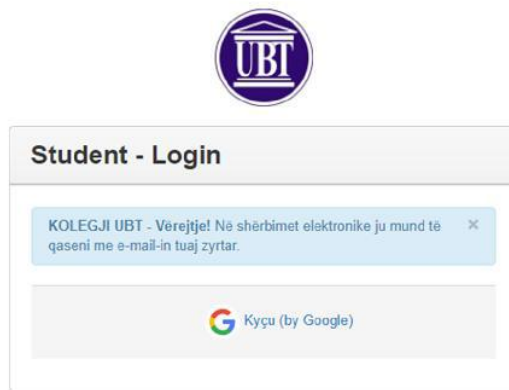 UBT
Student - Login
KOLEGJI UBT - Vërejtje! Në shërbimet elektronike ju mund të
qaseni me e-mail-in tuaj zyrtar.
×
Kyçu (by Google)